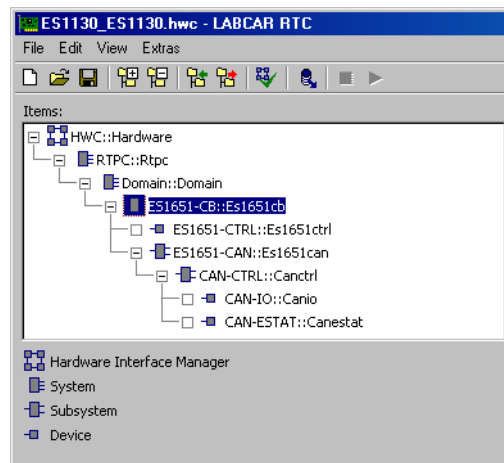 ES1130_ES1130.hwc - LABCAR RTC
File Edit View Extras
Items:
HWC::Hardware
RTPC::Rtpc
Domain::Domain
ES1651-CB::Es1651cb
ES1651-CTRL::Es1651ctrl
ES1651-CAN::Es1651can
CAN-CTRL::Canctrl
CAN-IO::Canio
CAN-ESTAT::Canestat
Hardware Interface Manager
System
Subsystem
Device